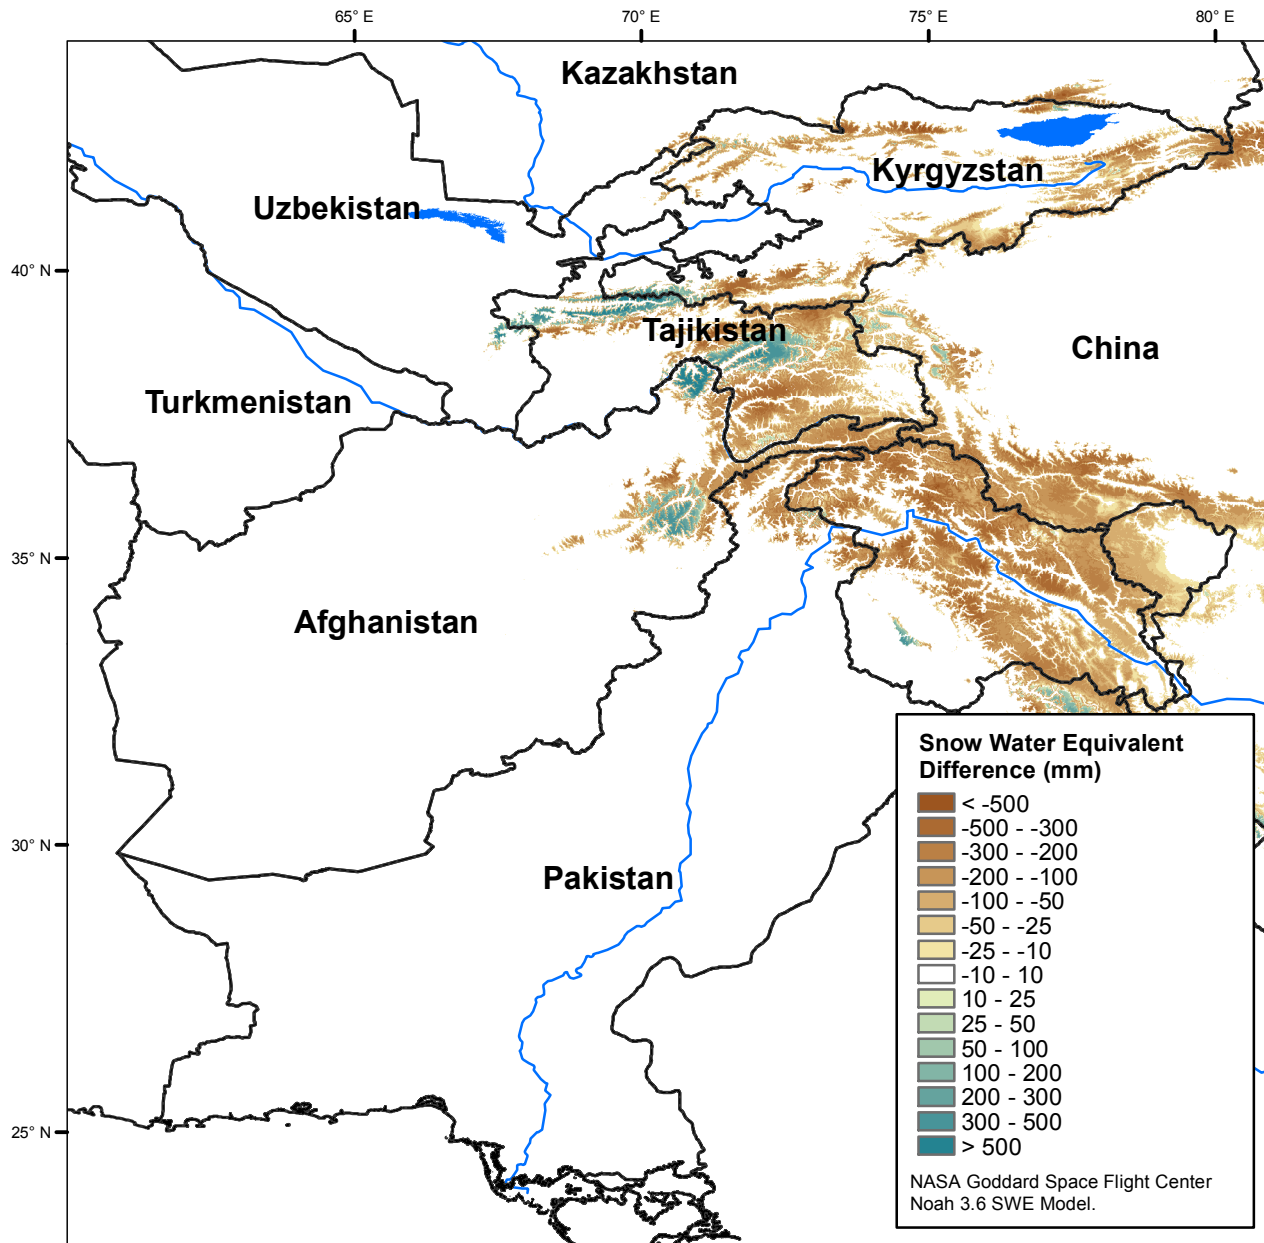 65° E
70° E
75° E
80° E
Kazakhstan
Kyrgyzstan
Uzbekistan
40° N
Tajikistan
China
Turkmenistan
35° N
Afghanistan
Snow Water Equivalent
Difference (mm)
< -500
-500 - -300
-300 - -200
-200 - -100
-100 - -50
-50 - -25
-25 - -10
-10 - 10
10 - 25
25 - 50
50 - 100
100 - 200
200 - 300
300 - 500
> 500
30° N
Pakistan
25° N
NASA Goddard Space Flight Center
Noah 3.6 SWE Model.